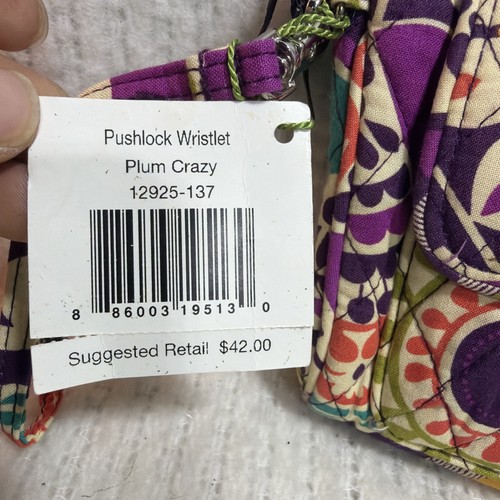 Pushlock Wristlet
Plum Crazy
12925-137
8 86003 19513 0
Suggested Retail $42.00